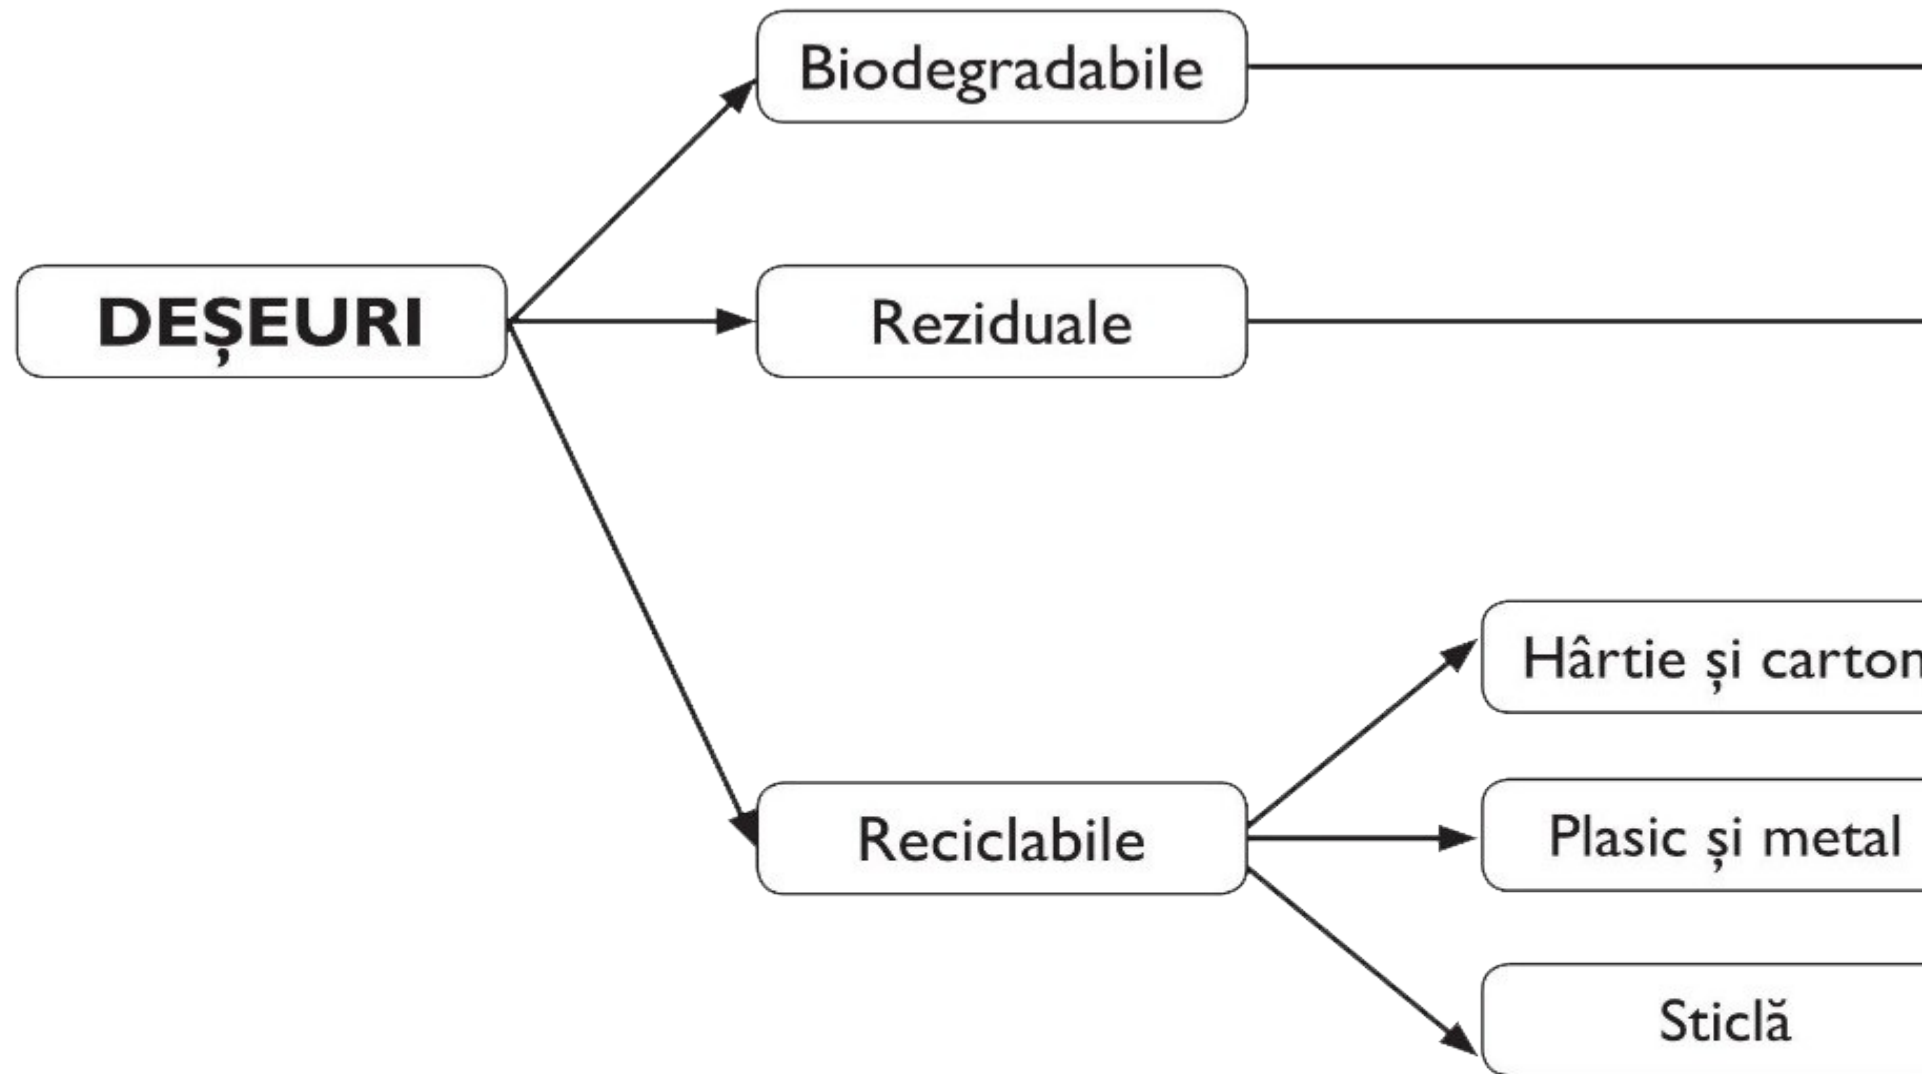 Biodegradabile
DEȘEURI
Reziduale
Hârtie și carton
Reciclabile
Plasic și metal
Sticlă